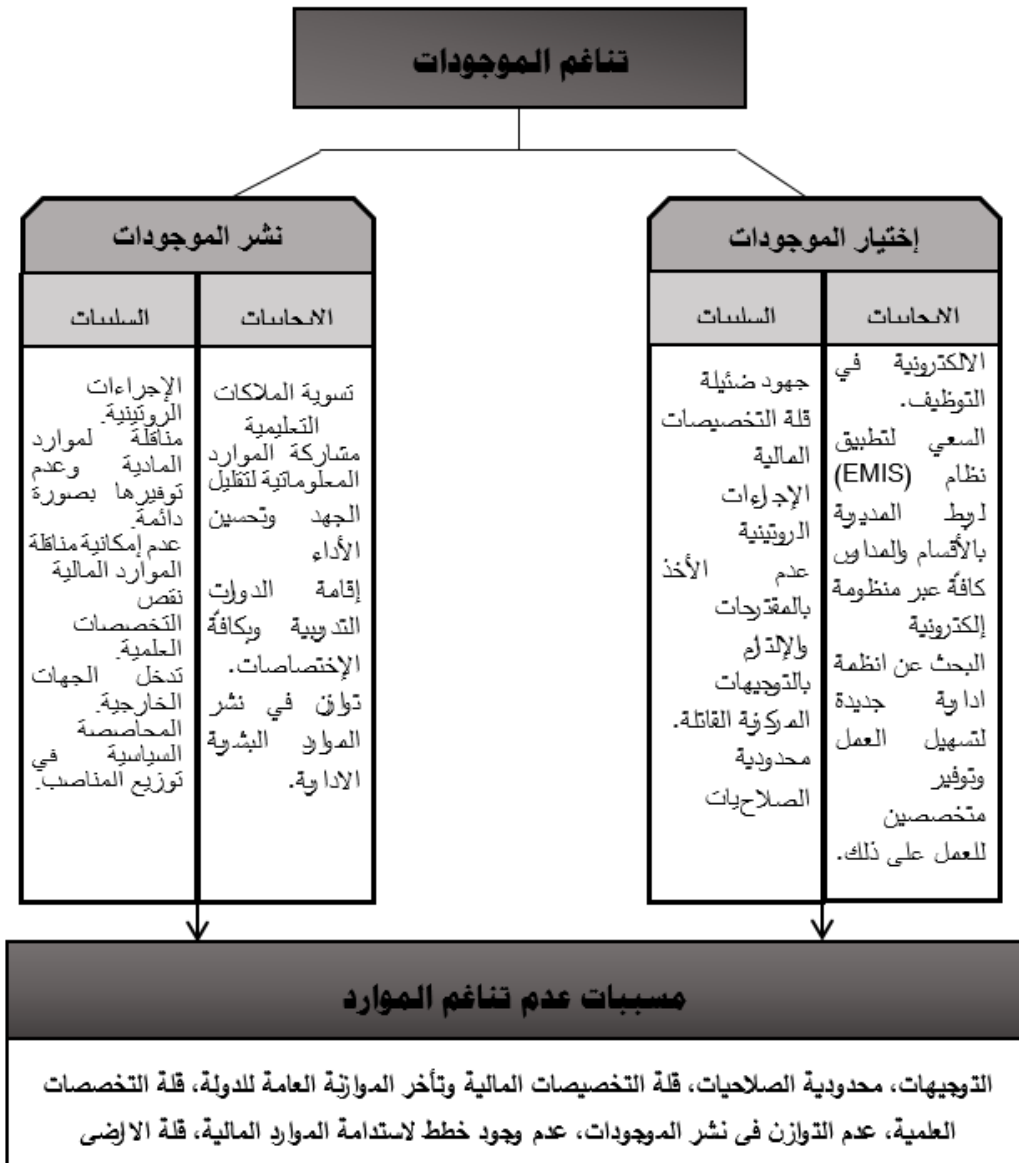 تناغم الموجودات
إختيار الموجودات
الايجابيات
الالكترونية في
التوظيف.
السعي لتطبيق
نظام (EMIS)
لربط المديرية
بالأقسام والمدارس
كافة عبر منظومة
إلكترونية
البحث عن انظمة
ادارية جديدة
لتسهيل العمل
وتوفير
متخصصين
للعمل على ذلك.
السلبيات
جهود ضئيلة
قلة التخصيصات
المالية
الإجراءات
الروتينية
عدم الأخذ
بالمقترحات
والإلتزام
بالتوجيهات
المركزية القاتلة.
محدودية
الصلاحيات
نشر الموجودات
الايجابيات
تسوية الملاكات
التعليمية
مشاركة الموارد
المعلوماتية لتقليل
الجهد وتحسين
الأداء
إقامة الدورات
التدريبية وبكافة
الإختصاصات.
توازن في نشر
الموارد البشرية
الادارية.
السلبيات
الإجراءات
الروتينية.
مناقلة لموارد
المادية وعدم
توفيرها بصورة
دائمة.
عدم إمكانية مناقلة
الموارد المالية
نقص
التخصصات
العلمية.
تدخل الجهات
الخارجية.
المحاصصة
السياسية في
توزيع المناصب.
مسببات عدم تناغم الموارد
التوجيهات، محدودية الصلاحيات، قلة التخصيصات المالية وتأخر الموازنة العامة للدولة، قلة التخصصات
العلمية، عدم التوازن في نشر الموجودات، عدم وجود خطط لاستدامة الموارد المالية، قلة الاراضي